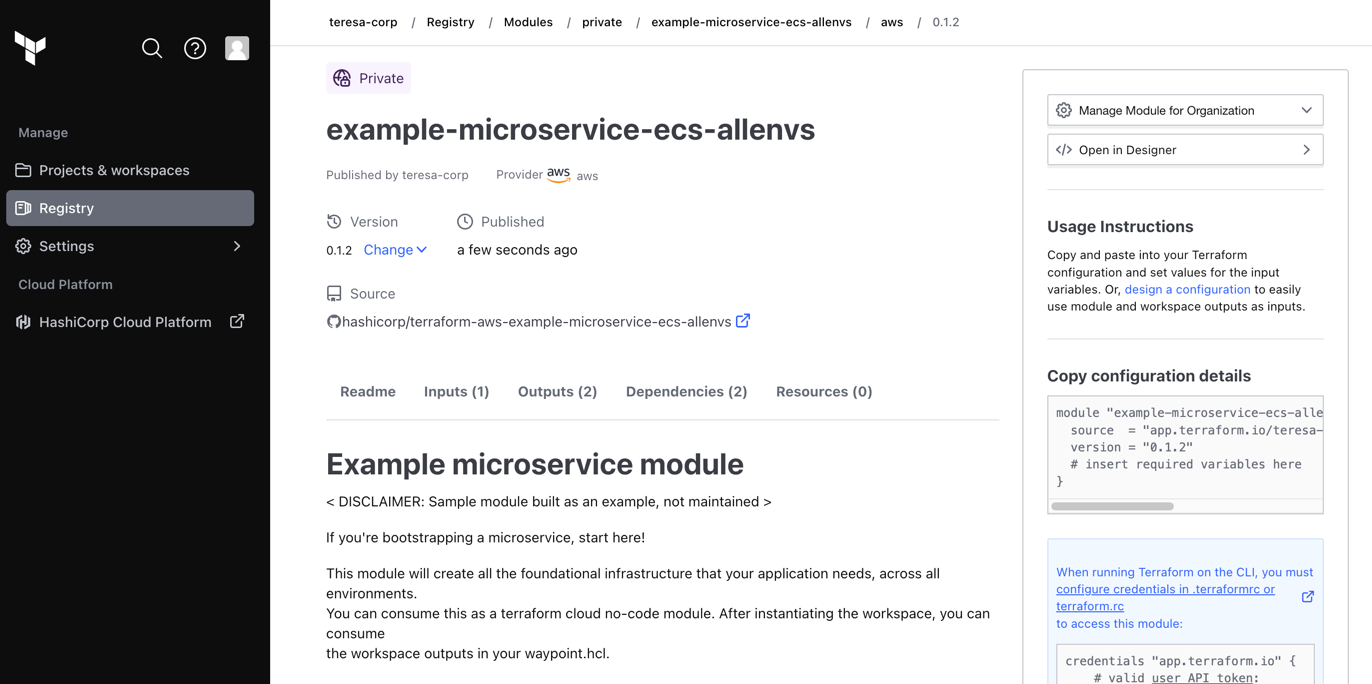 teresa-corp / Registry / Modules / private / example-microservice-ecs-allenvs / aws / 0.1.2
Manage
Projects & workspaces
Registry
Settings
Cloud Platform
HashiCorp Cloud Platform
Private
example-microservice-ecs-allenvs
Published by teresa-corp Provider aws aws
Version Published
0.1.2 Change a few seconds ago
Source
hashicorp/terraform-aws-example-microservice-ecs-allenvs
Readme Inputs (1) Outputs (2) Dependencies (2) Resources (0)
Example microservice module
< DISCLAIMER: Sample module built as an example, not maintained >
If you're bootstrapping a microservice, start here!
This module will create all the foundational infrastructure that your application needs, across all
environments.
You can consume this as a terraform cloud no-code module. After instantiating the workspace, you can
consume
the workspace outputs in your waypoint.hcl.
Manage Module for Organization
</> Open in Designer
Usage Instructions
Copy and paste into your Terraform
configuration and set values for the input
variables. Or, design a configuration to easily
use module and workspace outputs as inputs.
Copy configuration details
module "example-microservice-ecs-alle
source = "app.terraform.io/teresa-
version = "0.1.2"
# insert required variables here
}
When running Terraform on the CLI, you must
configure credentials in .terraformrc or
terraform.rc
to access this module:
credentials "app.terraform.io" {
# valid user API token: